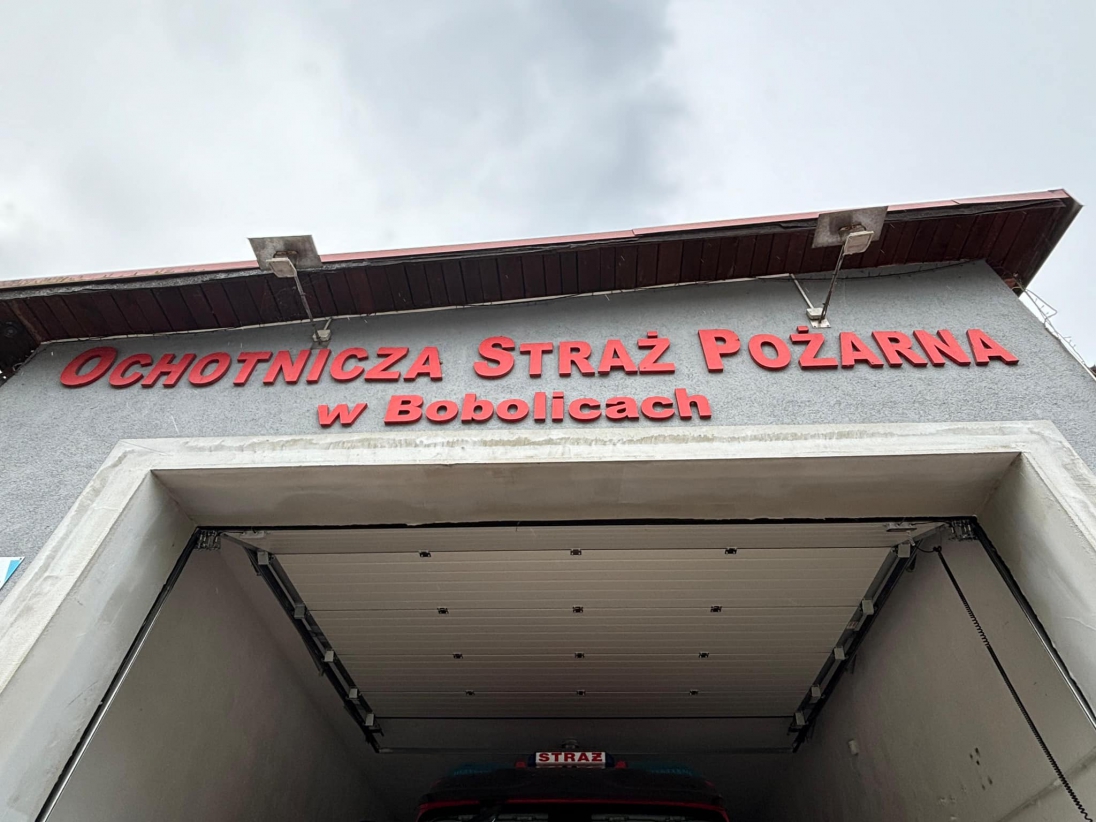 OCHOTNICZA STRAŻ POŻARNA
w Bobolicach
STRAŻ